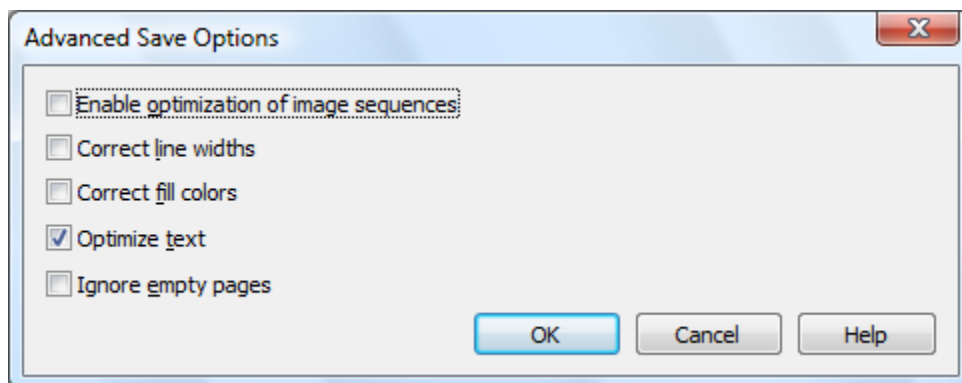 Advanced Save Options
Enable optimization of image sequences
Correct line widths
Correct fill colors
Optimize text
Ignore empty pages
OK Cancel Help